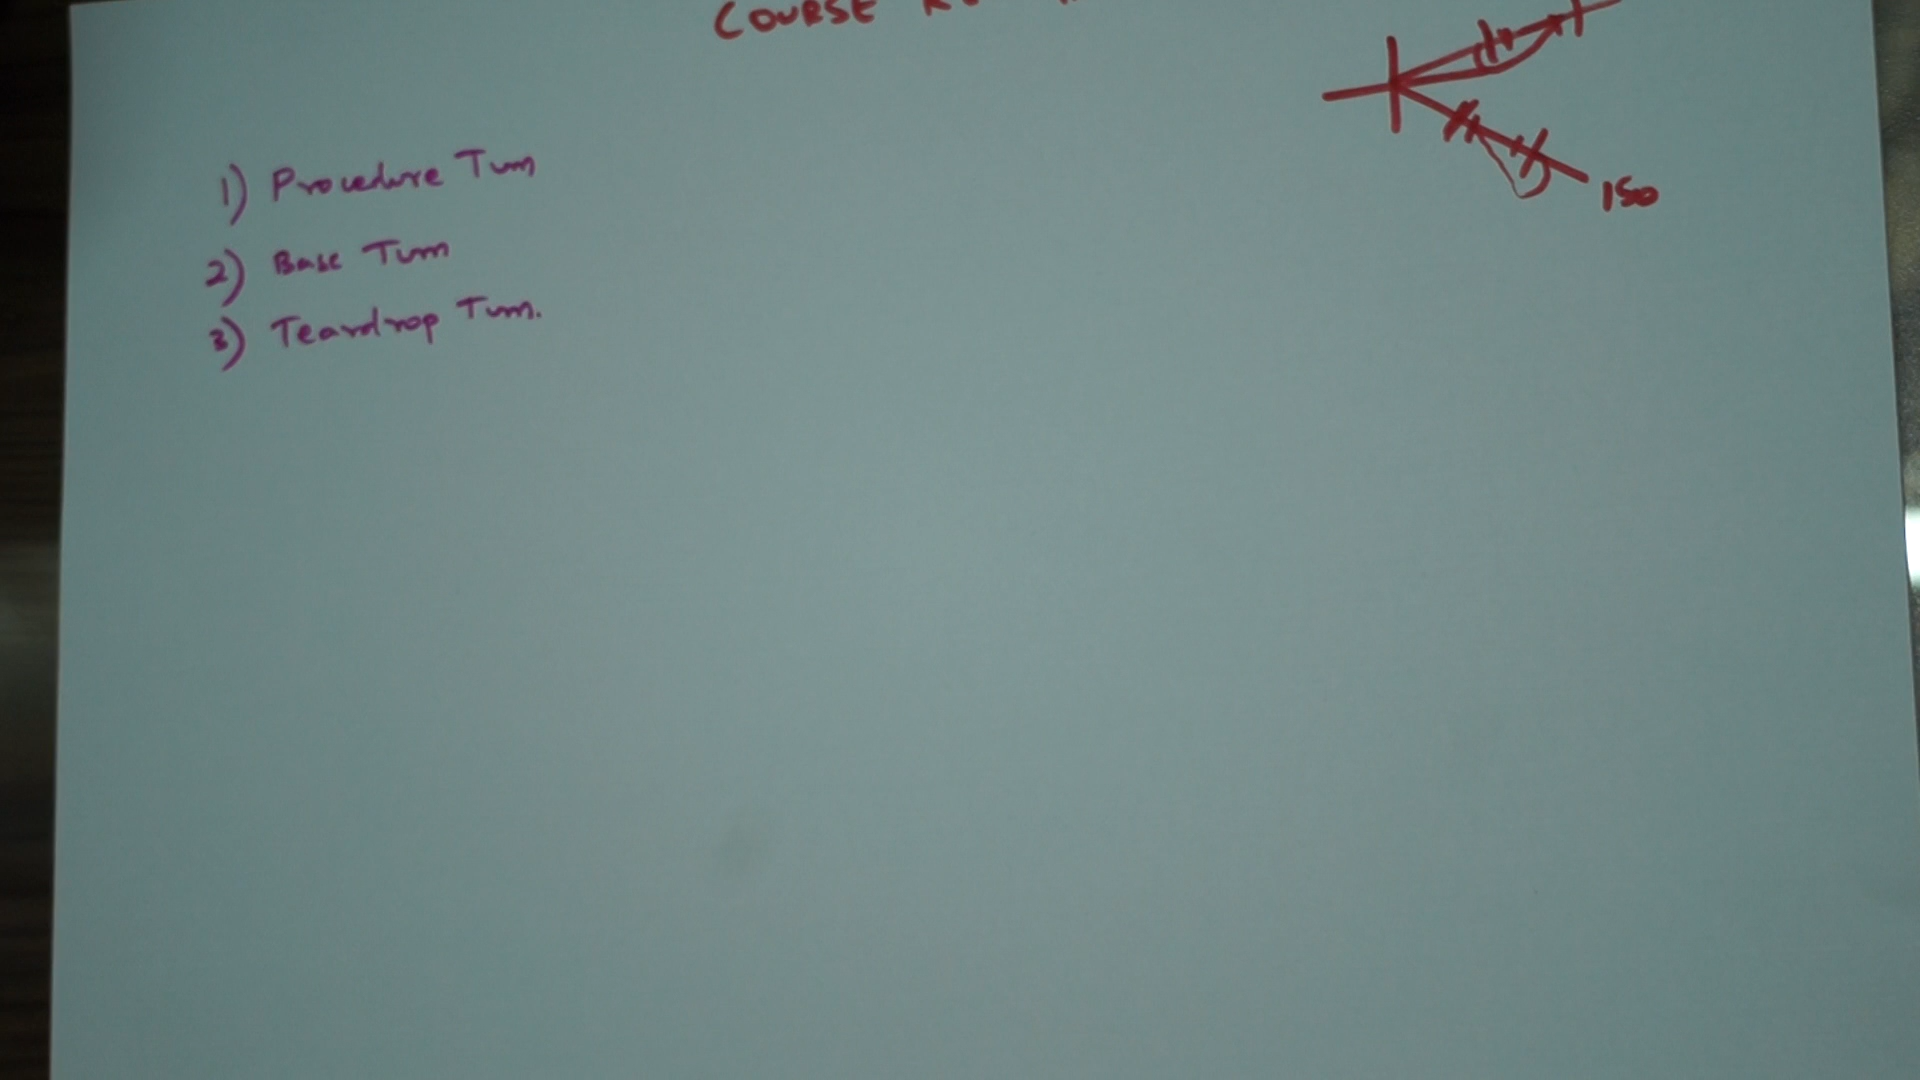 COURSE
1) Procedure Turn
2) Base Turn
3) Teardrop Turn.
150